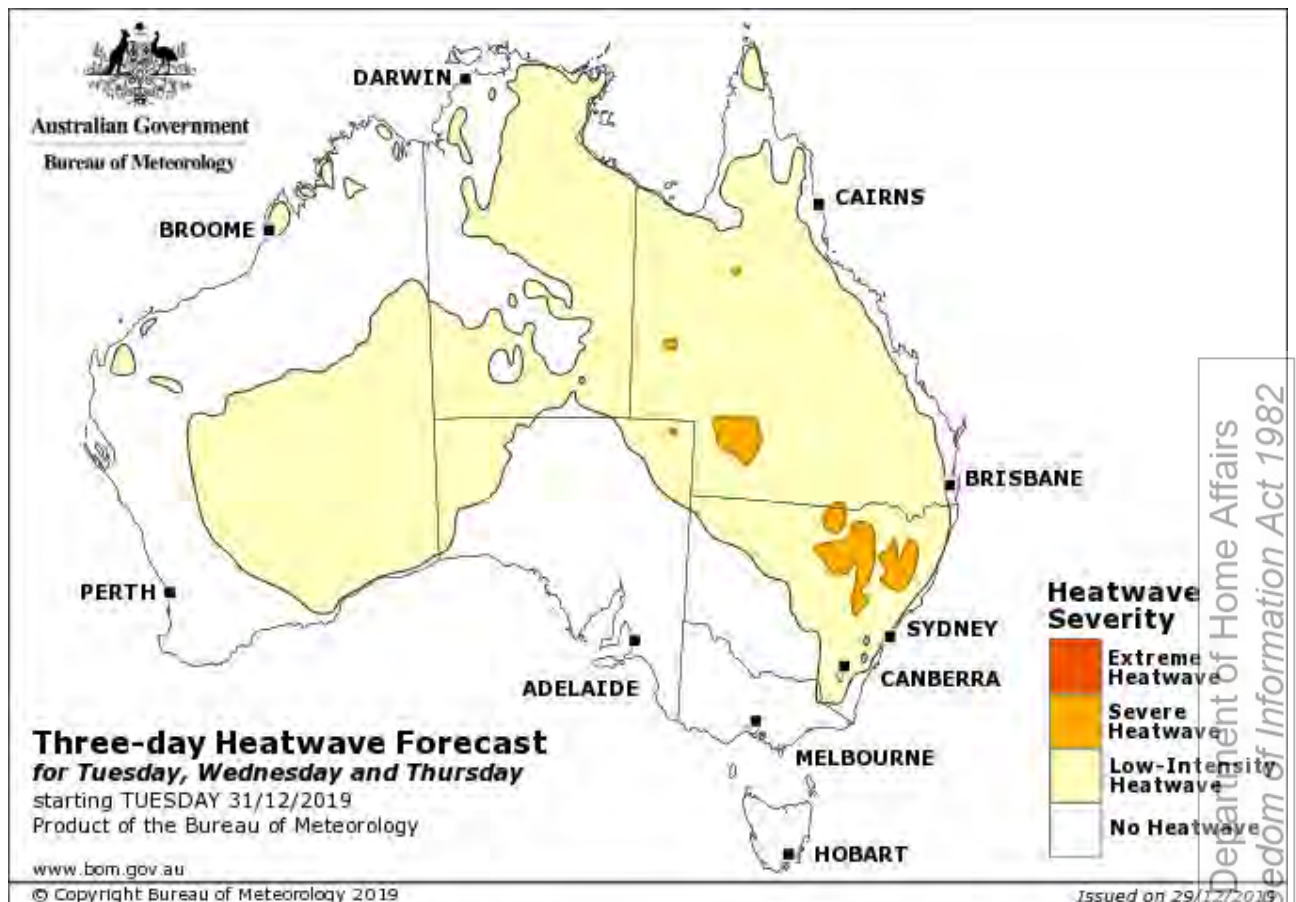 Australian Government
Bureau of Meteorology
DARWIN
CAIRNS
BROOME
BRISBANE
PERTH
SYDNEY
ADELAIDE
CANBERRA
MELBOURNE
HOBART
Heatwave
Severity
Extreme
Heatwave
Severe
Heatwave
Low-Intensity
Heatwave
No Heatwave
Three-day Heatwave Forecast
for Tuesday, Wednesday and Thursday
starting TUESDAY 31/12/2019
Product of the Bureau of Meteorology
www.bom.gov.au
© Copyright Bureau of Meteorology 2019
Issued on 29/12/2019
Department of Home Affairs
edom of Information Act 1982